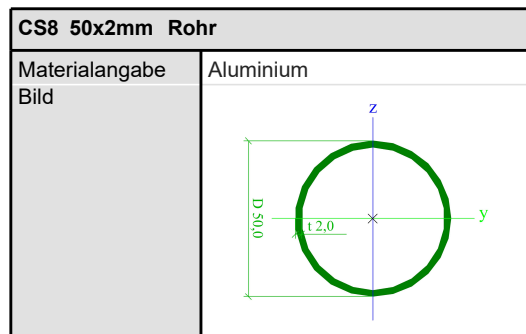 CS8 50x2mm Rohr
Materialangabe Aluminium
Bild
z
D 50,0
t 2,0
y